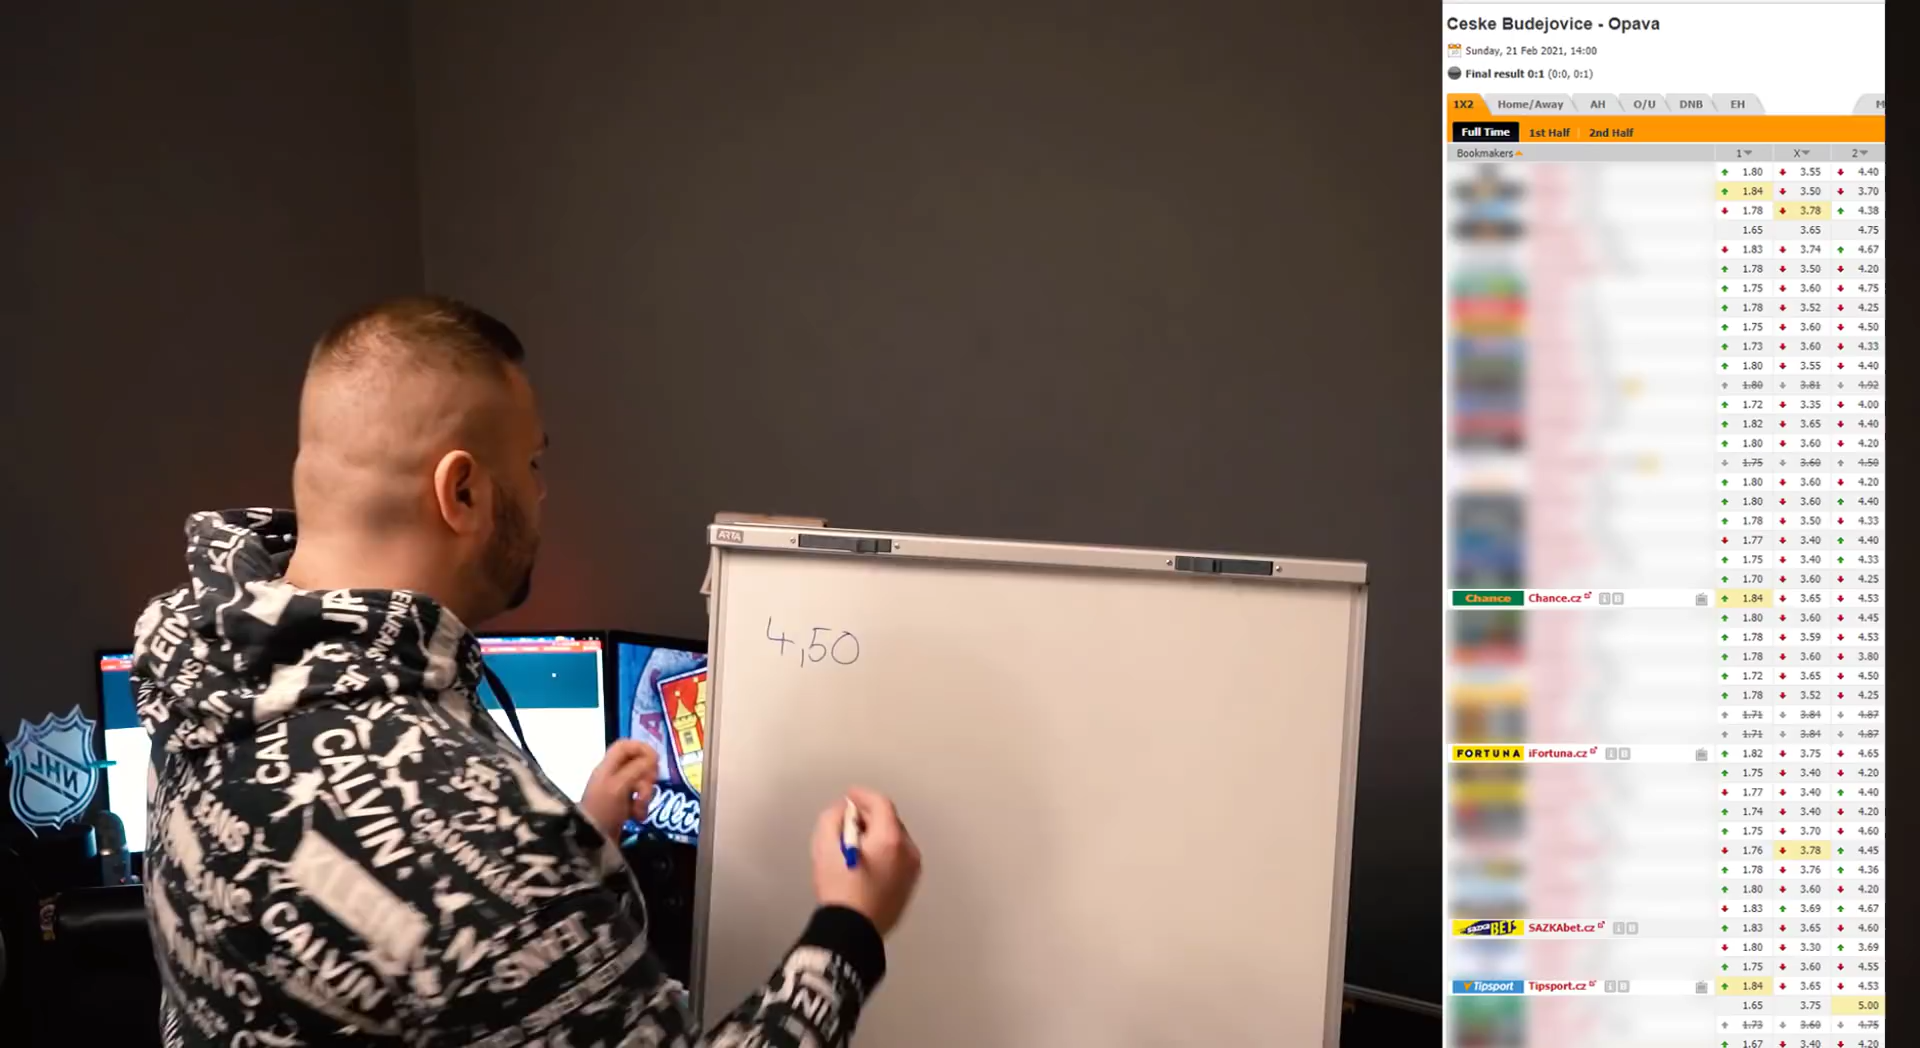 Ceske Budejovice - Opava
Sunday, 21 Feb 2021, 14:00
Final result 0:1 (0:0, 0:1)
1X2 Home/Away AH O/U DNB EH M
Full Time 1st Half 2nd Half
Bookmakers 1 X 2
1.80 3.55 4.40
1.84 3.50 3.70
1.78 3.78 4.38
1.65 3.65 4.75
1.83 3.74 4.67
1.78 3.50 4.20
1.75 3.60 4.75
1.78 3.52 4.25
1.75 3.60 4.50
1.73 3.60 4.33
1.80 3.55 4.40
1.80 3.81 4.92
1.72 3.35 4.00
1.82 3.65 4.40
1.80 3.60 4.20
1.75 3.60 4.50
1.80 3.60 4.20
1.80 3.60 4.40
1.78 3.50 4.33
1.77 3.40 4.40
1.75 3.40 4.33
1.70 3.60 4.25
Chance Chance.cz 1.84 3.65 4.53
1.80 3.60 4.45
1.78 3.59 4.53
1.78 3.60 3.80
1.72 3.65 4.50
1.78 3.52 4.25
1.71 3.84 4.87
1.71 3.84 4.87
FORTUNA iFortuna.cz 1.82 3.75 4.65
1.75 3.40 4.20
1.77 3.40 4.40
1.74 3.40 4.20
1.75 3.70 4.60
1.76 3.78 4.45
1.78 3.76 4.36
1.80 3.60 4.20
1.83 3.69 4.67
sazka BET SAZKAbet.cz 1.83 3.65 4.60
1.80 3.30 3.69
1.75 3.60 4.55
Tipsport Tipsport.cz 1.84 3.65 4.53
1.65 3.75 5.00
1.73 3.60 4.75
1.67 3.40 4.20
ARTA
4,50
NHL
CALVIN
CALVIN